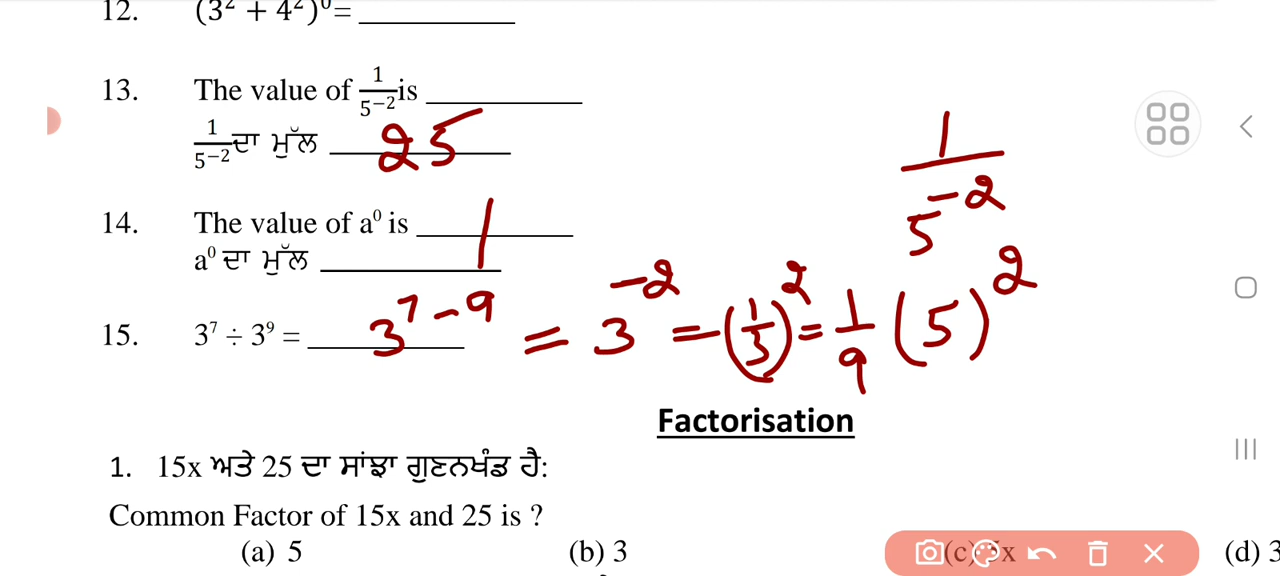 12. (3² + 4²)⁰= ____________
13. The value of 1/5⁻² is ____________
1/5⁻² ਦਾ ਮੁੱਲ 25
1/5⁻²
14. The value of a⁰ is ____________
a⁰ ਦਾ ਮੁੱਲ 1
15. 3⁷ ÷ 3⁹ = 3⁷⁻⁹ = 3⁻² = (1/3)² = 1/9 (5)²
Factorisation
1. 15x ਅਤੇ 25 ਦਾ ਸਾਂਝਾ ਗੁਣਨਖੰਡ ਹੈ:
Common Factor of 15x and 25 is ?
(a) 5 (b) 3 (c) x (d) 3